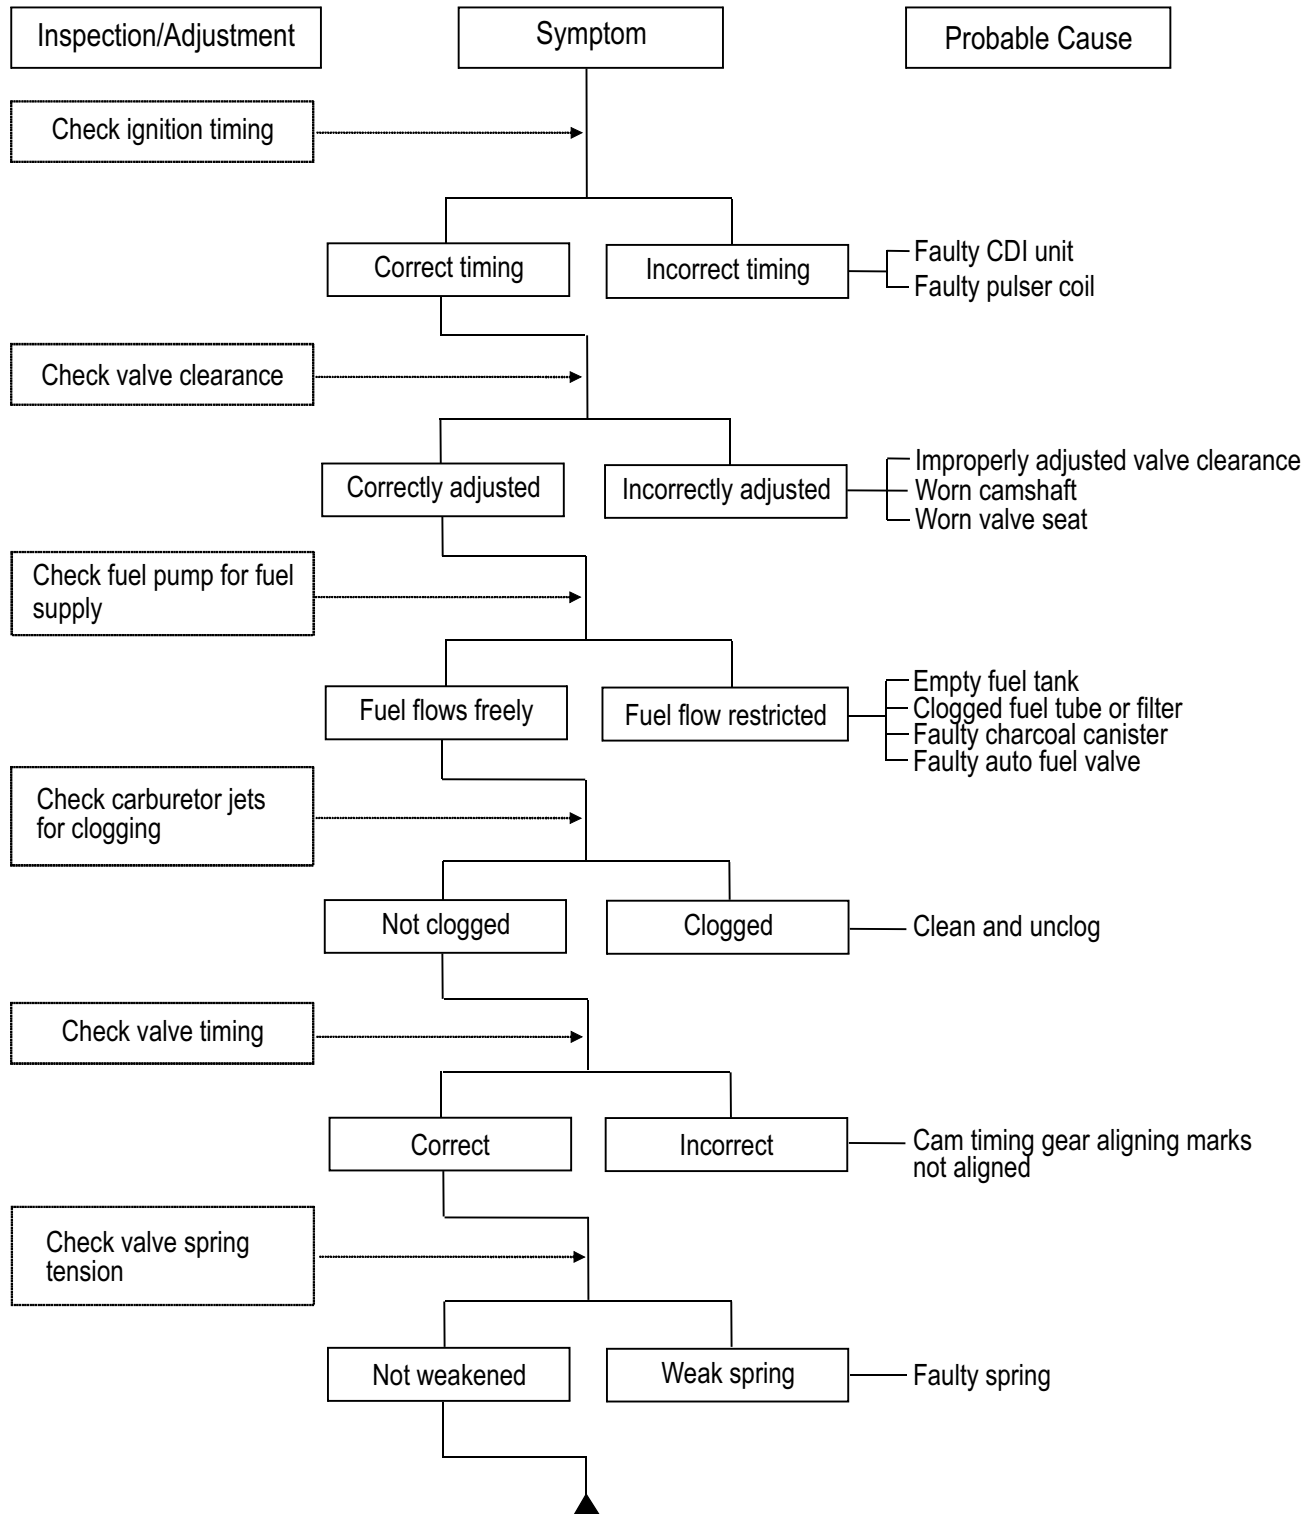 Inspection/Adjustment
Symptom
Probable Cause
Check ignition timing
Correct timing
Incorrect timing
Faulty CDI unit
Faulty pulser coil
Check valve clearance
Correctly adjusted
Incorrectly adjusted
Improperly adjusted valve clearance
Worn camshaft
Worn valve seat
Check fuel pump for fuel
supply
Fuel flows freely
Fuel flow restricted
Empty fuel tank
Clogged fuel tube or filter
Faulty charcoal canister
Faulty auto fuel valve
Check carburetor jets
for clogging
Not clogged
Clogged
Clean and unclog
Check valve timing
Correct
Incorrect
Cam timing gear aligning marks
not aligned
Check valve spring
tension
Not weakened
Weak spring
Faulty spring